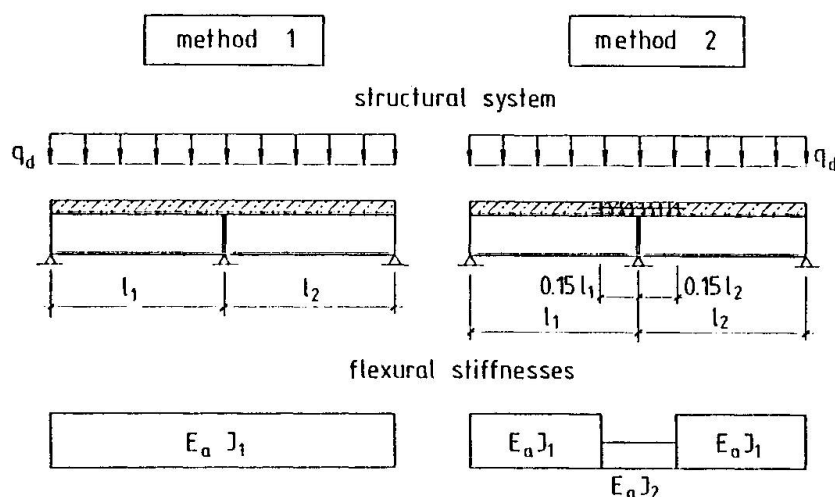 method 1
method 2
structural system
q_d
q_d
l_1
l_2
0.15 l_1
0.15 l_2
l_1
l_2
flexural stiffnesses
E_a J_1
E_a J_1
E_a J_1
E_a J_2